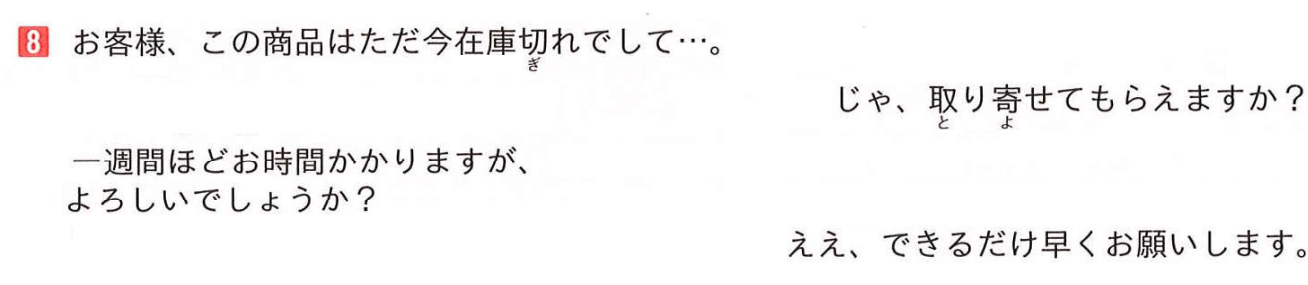 8 お客様、この商品はただ今在庫切れでして…。
ぎ
じゃ、取り寄せてもらえますか？
と よ
一週間ほどお時間かかりますが、
よろしいでしょうか？
ええ、できるだけ早くお願いします。